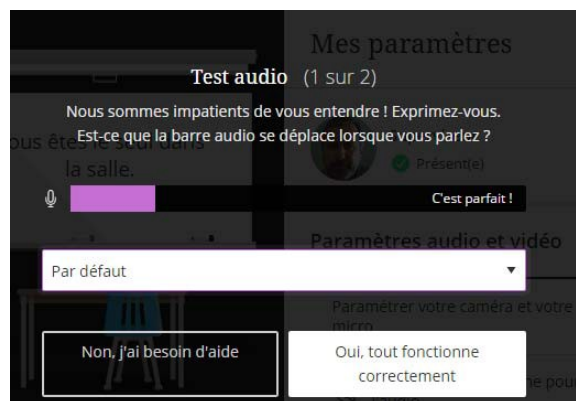 Mes paramètres
Test audio (1 sur 2)
Nous sommes impatients de vous entendre ! Exprimez-vous.
Est-ce que la barre audio se déplace lorsque vous parlez ?
ous êtes le seul dans
la salle.
Présent(e)
C'est parfait !
Paramètres audio et vidéo
Par défaut
Paramétrer votre caméra et votre
micro
Non, j'ai besoin d'aide
Oui, tout fonctionne
correctement